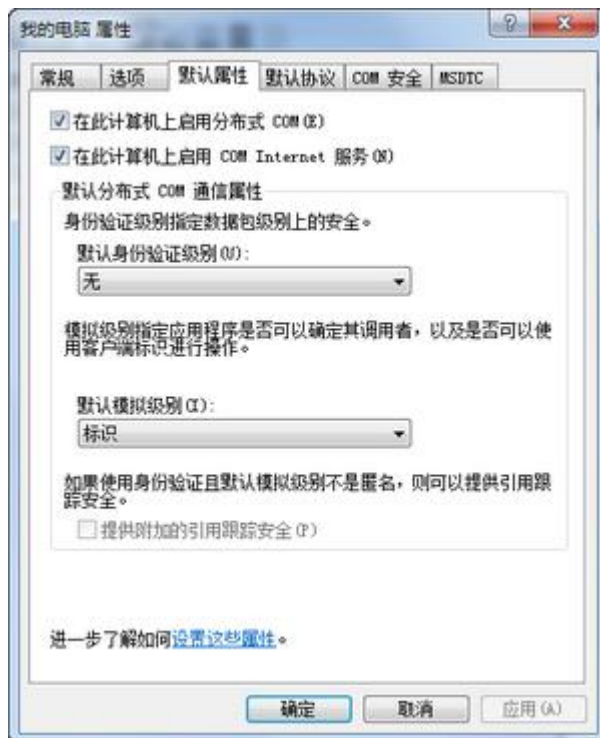 我的电脑 属性
常规 选项 默认属性 默认协议 COM 安全 MSDTC
在此计算机上启用分布式 COM(E)
在此计算机上启用 COM Internet 服务(N)
默认分布式 COM 通信属性
身份验证级别指定数据包级别上的安全。
默认身份验证级别(U):
无
模拟级别指定应用程序是否可以确定其调用者，以及是否可以使
用客户端标识进行操作。
默认模拟级别(I):
标识
如果使用身份验证且默认模拟级别不是匿名，则可以提供引用跟
踪安全。
提供附加的引用跟踪安全(P)
进一步了解如何设置这些属性。
确定 取消 应用(A)